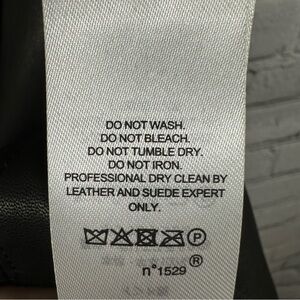 DO NOT WASH.
DO NOT BLEACH.
DO NOT TUMBLE DRY.
DO NOT IRON.
PROFESSIONAL DRY CLEAN BY
LEATHER AND SUEDE EXPERT
ONLY.
P
®
n°1529